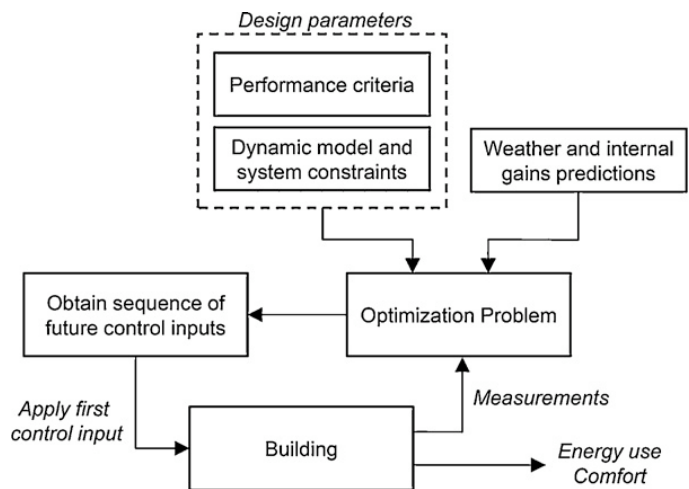 Design parameters
Performance criteria
Dynamic model and
system constraints
Weather and internal
gains predictions
Obtain sequence of
future control inputs
Optimization Problem
Apply first
control input
Measurements
Building
Energy use
Comfort